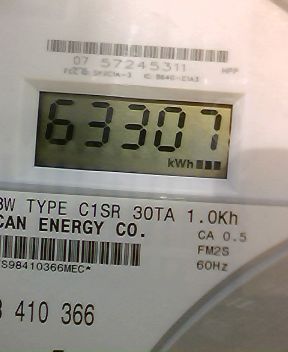 07 57245311
HPP
63307
kWh
3W TYPE C1SR 30TA 1.0Kh
CAN ENERGY CO.
CA 0.5
FM2S
60Hz
S98410366MEC*
410 366